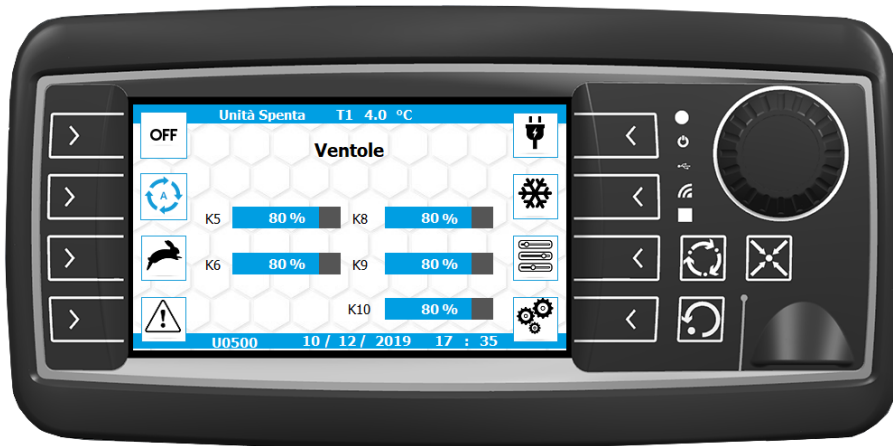 Unità Spenta T1 4.0 °C
OFF
Ventole
A
K5 80 % K8 80 %
K6 80 % K9 80 %
K10 80 %
U0500 10 / 12 / 2019 17 : 35